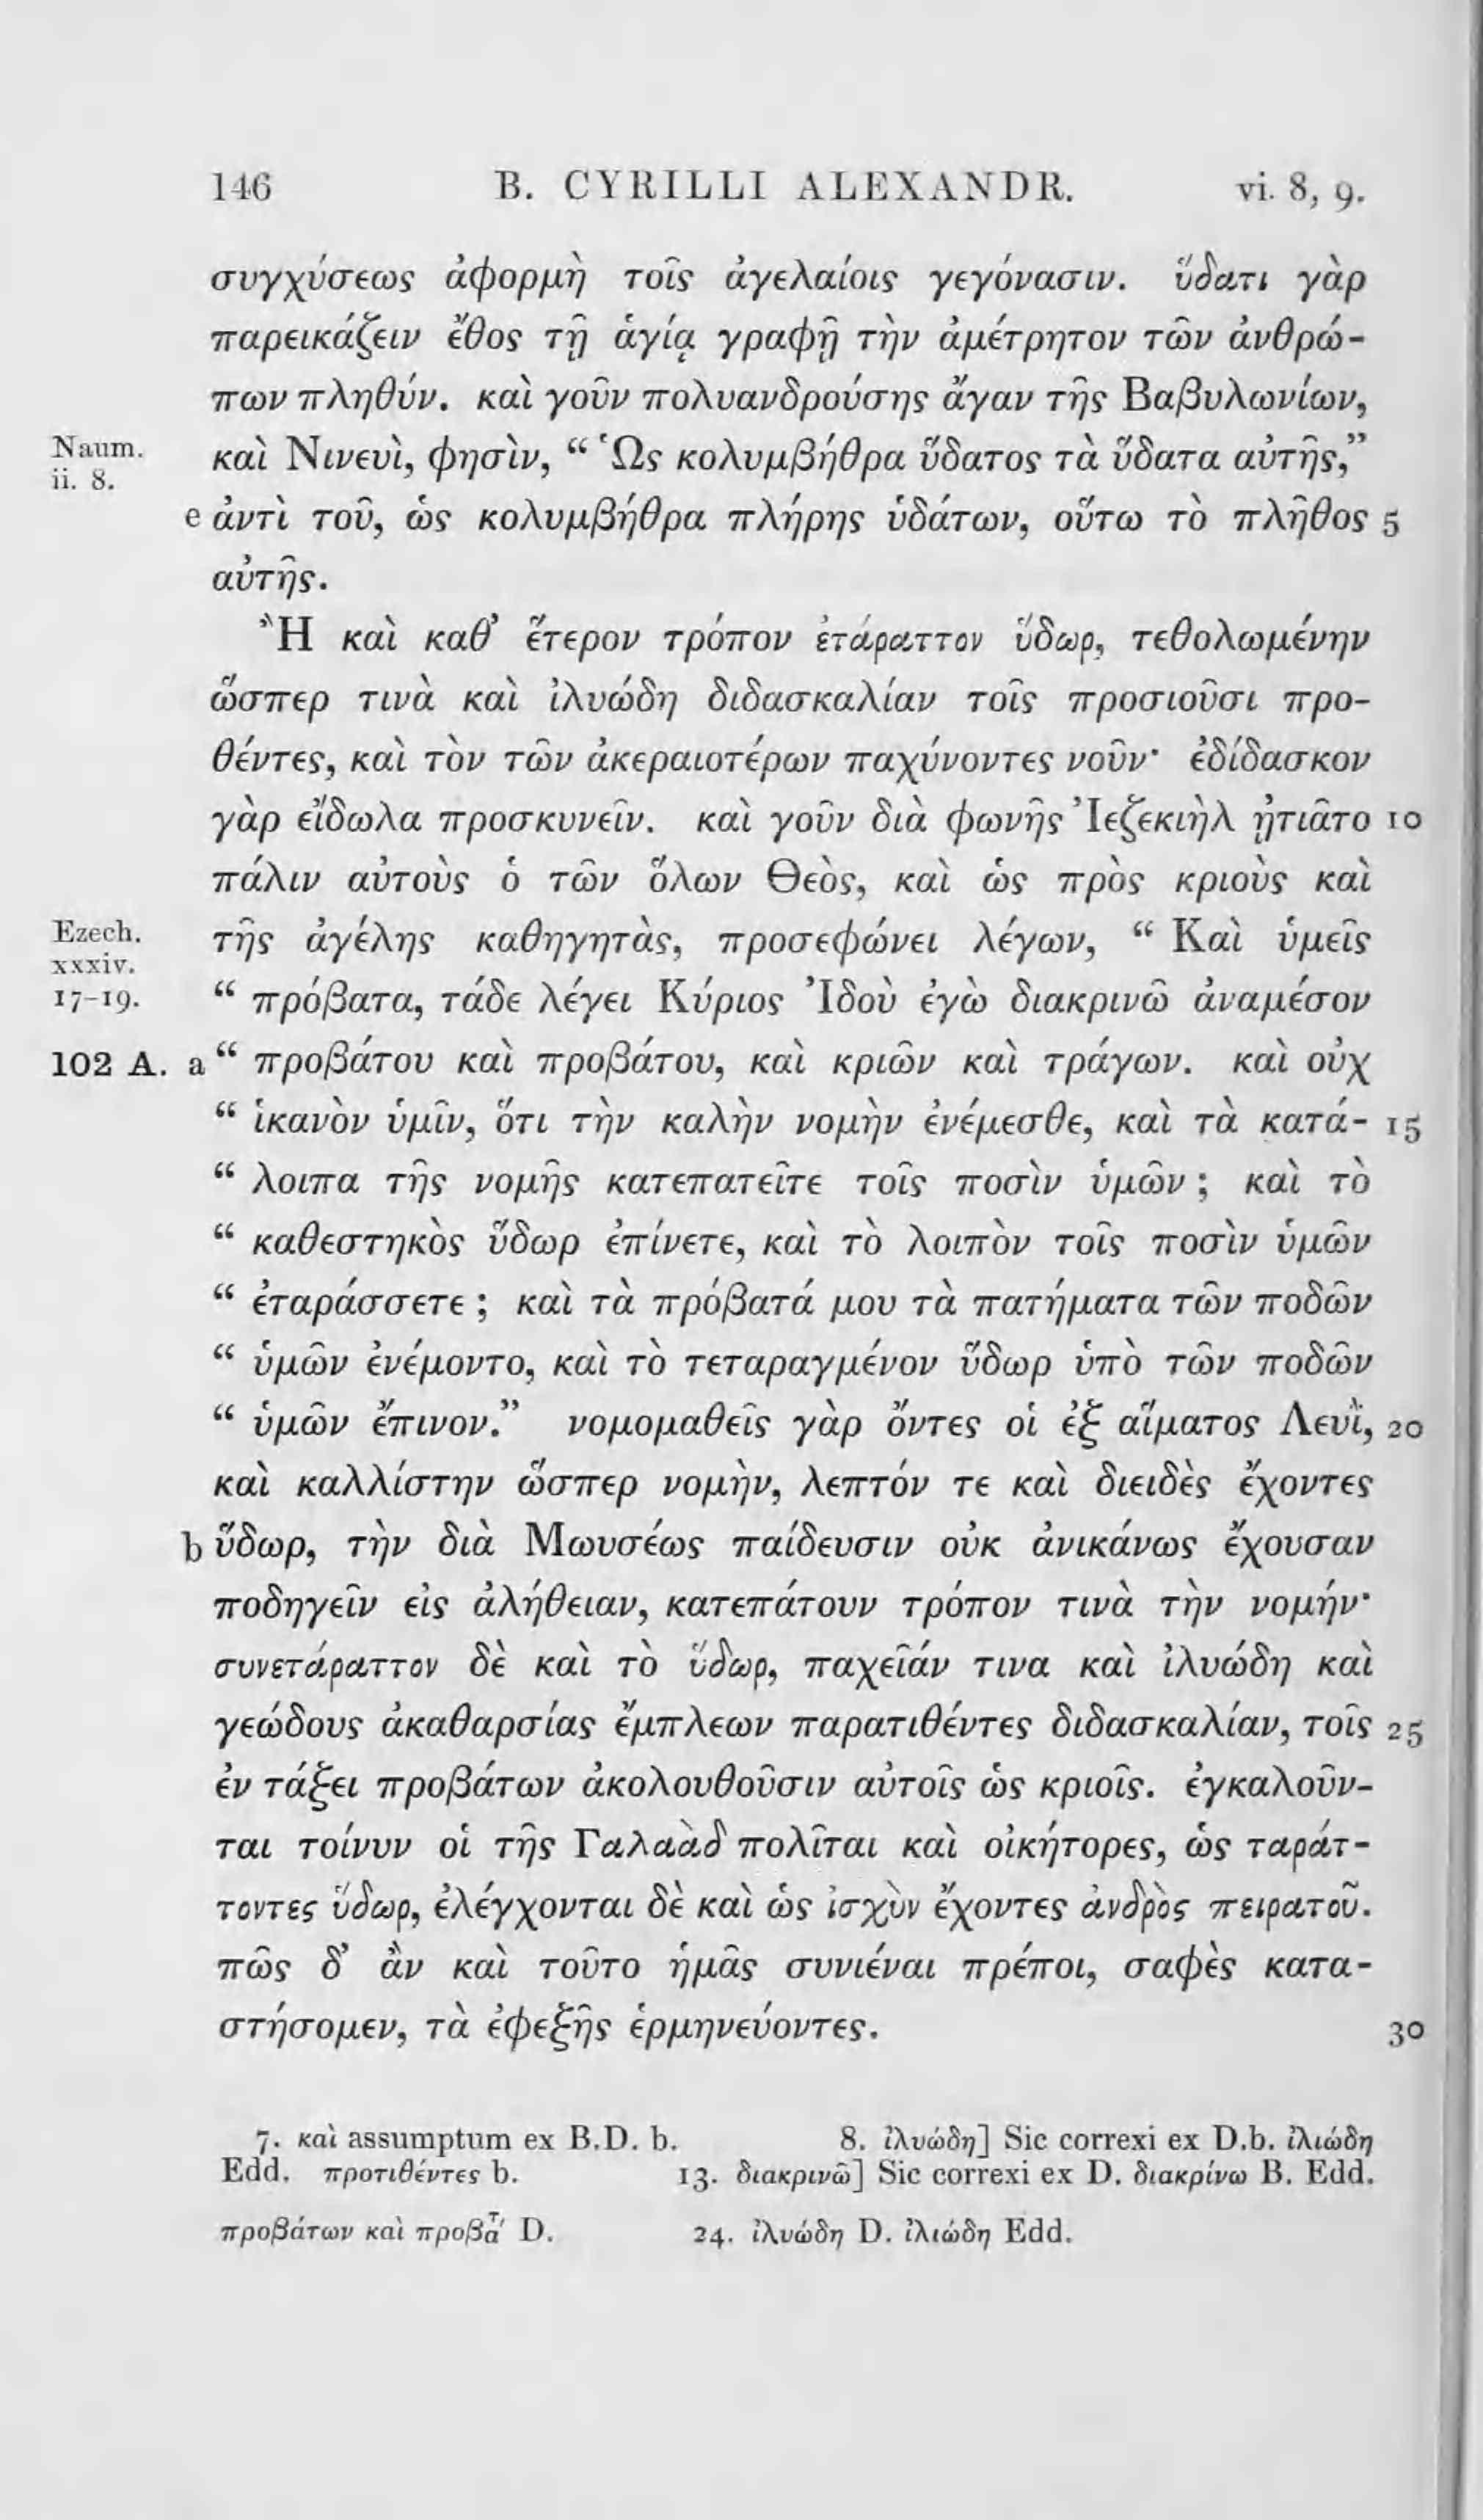 146 B. CYRILLI ALEXANDR. vi. 8, 9.
συγχύσεως ἀφορμὴ τοῖς ἀγελαίοις γεγόνασιν. ὕδατι γὰρ
παρεικάζειν ἔθος τῇ ἁγίᾳ γραφῇ τὴν ἀμέτρητον τῶν ἀνθρώ-
πων πληθύν. καὶ γοῦν πολυανδρούσης ἄγαν τῆς Βαβυλωνίων,
Naum. ii. 8. καὶ Νινευὶ, φησὶν, “ Ὡς κολυμβήθρα ὕδατος τὰ ὕδατα αὐτῆς,”
e ἀντὶ τοῦ, ὡς κολυμβήθρα πλήρης ὑδάτων, οὕτω τὸ πλῆθος 5
αὐτῆς.
Ἢ καὶ καθ’ ἕτερον τρόπον ἐτάραττον ὕδωρ, τεθολωμένην
ὥσπερ τινὰ καὶ ἰλυώδη διδασκαλίαν τοῖς προσιοῦσι προ-
θέντες, καὶ τὸν τῶν ἀκεραιοτέρων παχύνοντες νοῦν· ἐδίδασκον
γὰρ εἴδωλα προσκυνεῖν. καὶ γοῦν διὰ φωνῆς Ἰεζεκιὴλ ᾐτιᾶτο 10
πάλιν αὐτοὺς ὁ τῶν ὅλων Θεὸς, καὶ ὡς πρὸς κριοὺς καὶ
Ezech. xxxiv. 17-19. τῆς ἀγέλης καθηγητὰς, προσεφώνει λέγων, “ Καὶ ὑμεῖς
“ πρόβατα, τάδε λέγει Κύριος Ἰδοὺ ἐγὼ διακρινῶ ἀναμέσον
102 A. a “ προβάτου καὶ προβάτου, καὶ κριῶν καὶ τράγων. καὶ οὐχ
“ ἱκανὸν ὑμῖν, ὅτι τὴν καλὴν νομὴν ἐνέμεσθε, καὶ τὰ κατά- 15
“ λοιπα τῆς νομῆς κατεπατεῖτε τοῖς ποσὶν ὑμῶν ; καὶ τὸ
“ καθεστηκὸς ὕδωρ ἐπίνετε, καὶ τὸ λοιπὸν τοῖς ποσὶν ὑμῶν
“ ἐταράσσετε ; καὶ τὰ πρόβατά μου τὰ πατήματα τῶν ποδῶν
“ ὑμῶν ἐνέμοντο, καὶ τὸ τεταραγμένον ὕδωρ ὑπὸ τῶν ποδῶν
“ ὑμῶν ἔπινον.” νομομαθεῖς γὰρ ὄντες οἱ ἐξ αἵματος Λευῒ, 20
καὶ καλλίστην ὥσπερ νομὴν, λεπτόν τε καὶ διειδὲς ἔχοντες
b ὕδωρ, τὴν διὰ Μωυσέως παίδευσιν οὐκ ἀνικάνως ἔχουσαν
ποδηγεῖν εἰς ἀλήθειαν, κατεπάτουν τρόπον τινὰ τὴν νομήν·
συνετάραττον δὲ καὶ τὸ ὕδωρ, παχεῖάν τινα καὶ ἰλυώδη καὶ
γεώδους ἀκαθαρσίας ἔμπλεων παρατιθέντες διδασκαλίαν, τοῖς 25
ἐν τάξει προβάτων ἀκολουθοῦσιν αὐτοῖς ὡς κριοῖς. ἐγκαλοῦν-
ται τοίνυν οἱ τῆς Γαλαὰδ πολῖται καὶ οἰκήτορες, ὡς ταράτ-
τοντες ὕδωρ, ἐλέγχονται δὲ καὶ ὡς ἰσχὺν ἔχοντες ἀνδρὸς πειρατοῦ.
πῶς δ’ ἂν καὶ τοῦτο ἡμᾶς συνιέναι πρέποι, σαφὲς κατα-
στήσομεν, τὰ ἐφεξῆς ἑρμηνεύοντες. 30
7. καὶ assumptum ex B.D. b. 8. ἰλυώδη] Sic correxi ex D.b. ἰλιώδη
Edd. προτιθέντες b. 13. διακρινῶ] Sic correxi ex D. διακρίνω B. Edd.
προβάτων καὶ προβατ´ D. 24. ἰλυώδη D. ἰλιώδη Edd.